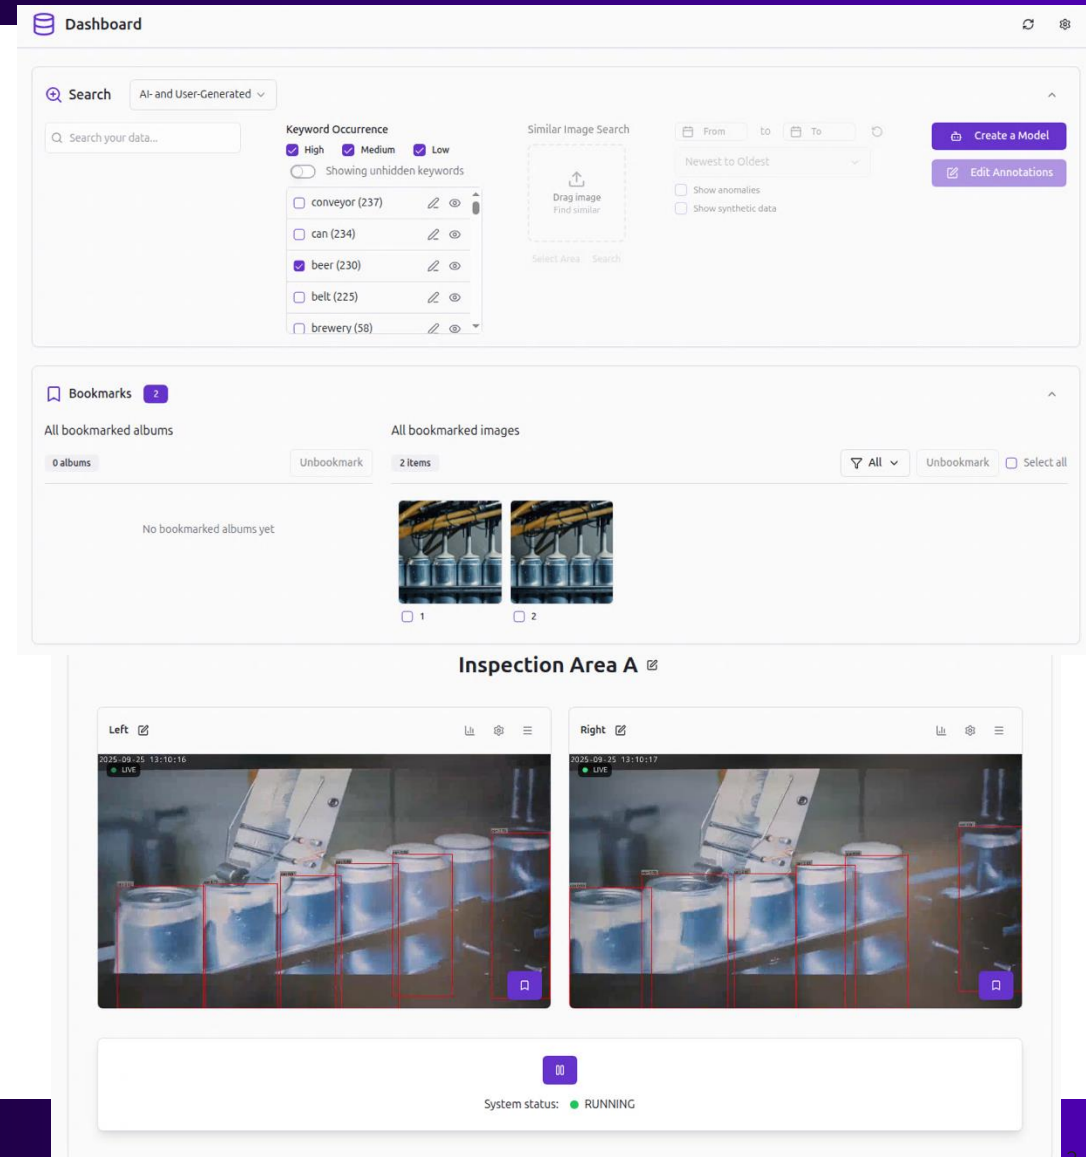 Dashboard
Search
AI- and User-Generated
Search your data...
Keyword Occurrence
High Medium Low
Showing unhidden keywords
conveyor (237)
can (234)
beer (230)
belt (225)
brewery (58)
Similar Image Search
Drag image
Find similar
Select Area Search
From to To
Newest to Oldest
Show anomalies
Show synthetic data
Create a Model
Edit Annotations
Bookmarks 2
All bookmarked albums
0 albums Unbookmark
No bookmarked albums yet
All bookmarked images
2 items All Unbookmark Select all
1 2
Inspection Area A
Left
2025-09-25 13:10:16
LIVE
Right
2025-09-25 13:10:17
LIVE
System status: RUNNING